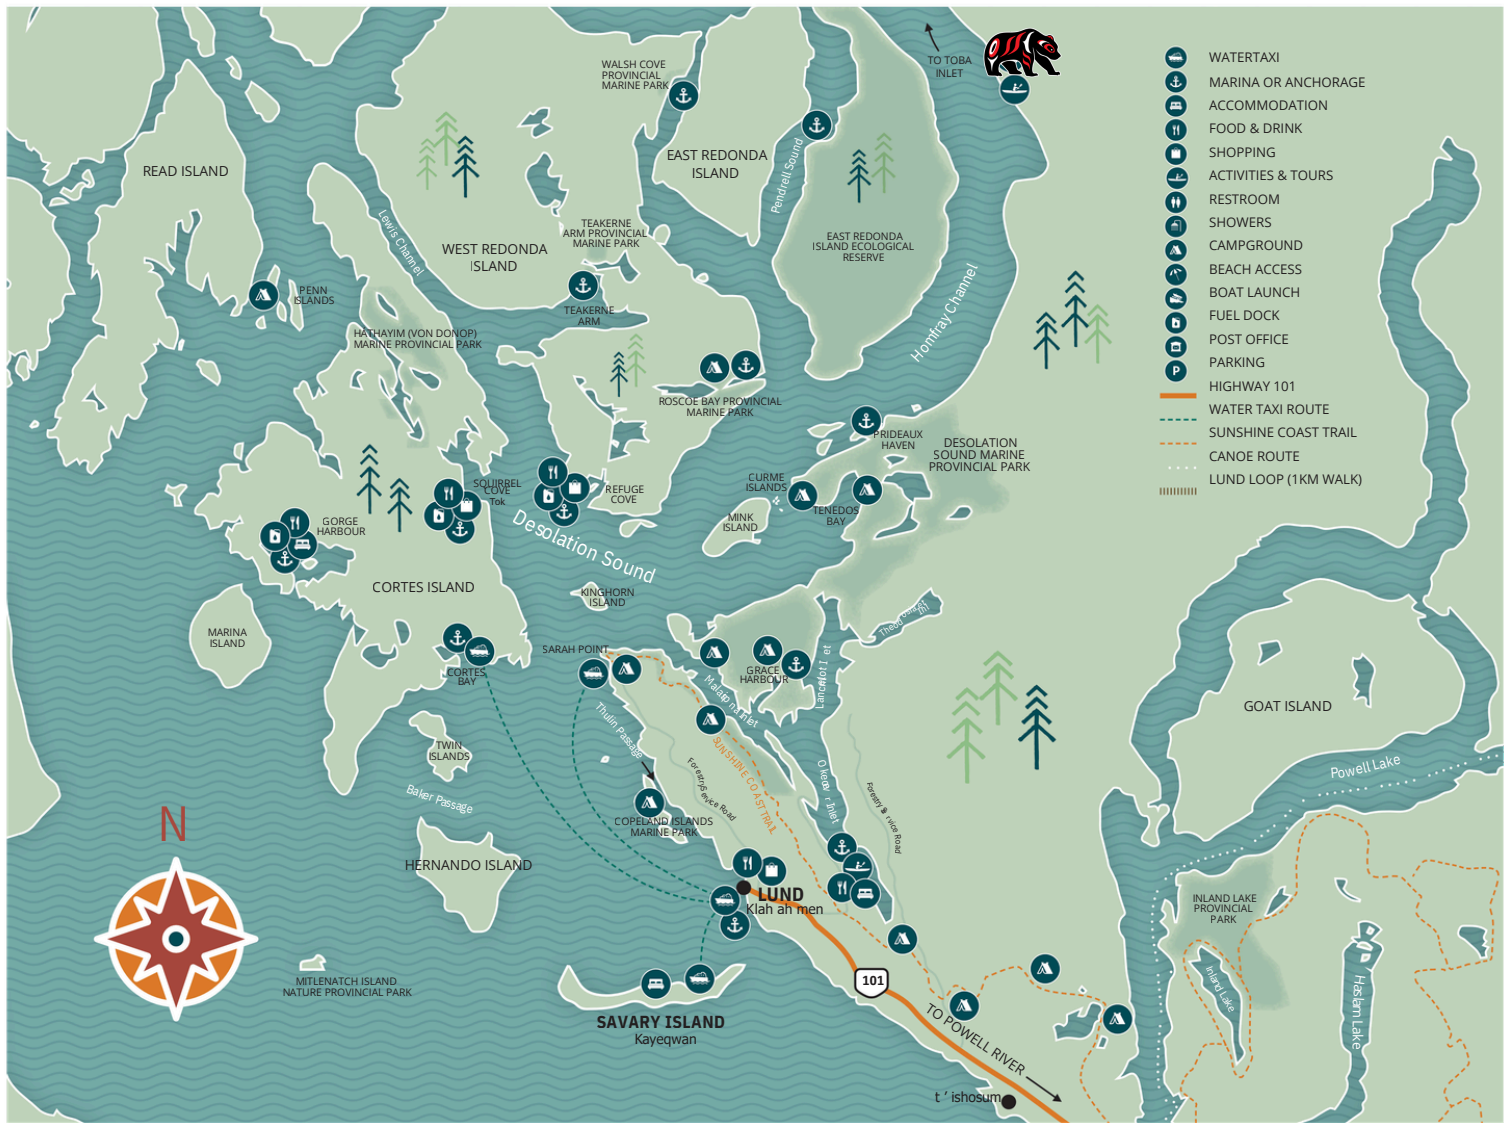 WALSH COVE
PROVINCIAL
MARINE PARK
TO TOBA
INLET
WATERTAXI
MARINA OR ANCHORAGE
ACCOMMODATION
FOOD & DRINK
SHOPPING
ACTIVITIES & TOURS
RESTROOM
SHOWERS
CAMPGROUND
BEACH ACCESS
BOAT LAUNCH
FUEL DOCK
POST OFFICE
P
PARKING
HIGHWAY 101
WATER TAXI ROUTE
SUNSHINE COAST TRAIL
CANOE ROUTE
LUND LOOP (1KM WALK)
READ ISLAND
EAST REDONDA
ISLAND
Pendrell Sound
Lewis Channel
WEST REDONDA
ISLAND
TEAKERNE
ARM PROVINCIAL
MARINE PARK
EAST REDONDA
ISLAND ECOLOGICAL
RESERVE
Homfray Channel
PENN
ISLANDS
TEAKERNE
ARM
HATHAYIM (VON DONOP)
MARINE PROVINCIAL PARK
ROSCOE BAY PROVINCIAL
MARINE PARK
PRIDEAUX
HAVEN
DESOLATION
SOUND MARINE
PROVINCIAL PARK
CURME
ISLANDS
TENEDOS
BAY
MINK
ISLAND
SQUIRREL
COVE
Tok
REFUGE
COVE
GORGE
HARBOUR
Desolation Sound
CORTES ISLAND
KINGHORN
ISLAND
MARINA
ISLAND
SARAH POINT
CORTES
BAY
GRACE
HARBOUR
Thulin Passage
SUNSHINE COAST TRAIL
Forestry Service Road
GOAT ISLAND
Powell Lake
TWIN
ISLANDS
Baker Passage
N
COPELAND ISLANDS
MARINE PARK
HERNANDO ISLAND
LUND
Klah ah men
INLAND LAKE
PROVINCIAL
PARK
Inland Lake
Haslam Lake
MITLENATCH ISLAND
NATURE PROVINCIAL PARK
101
SAVARY ISLAND
Kayeqwan
TO POWELL RIVER
t ' ishosum